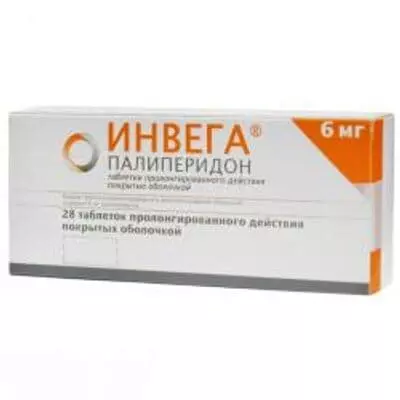 ИНВЕГА®
6 мг
ПАЛИПЕРИДОН
таблетки пролонгированного действия
покрытые оболочкой
28 таблеток пролонгированного действия
покрытых оболочкой